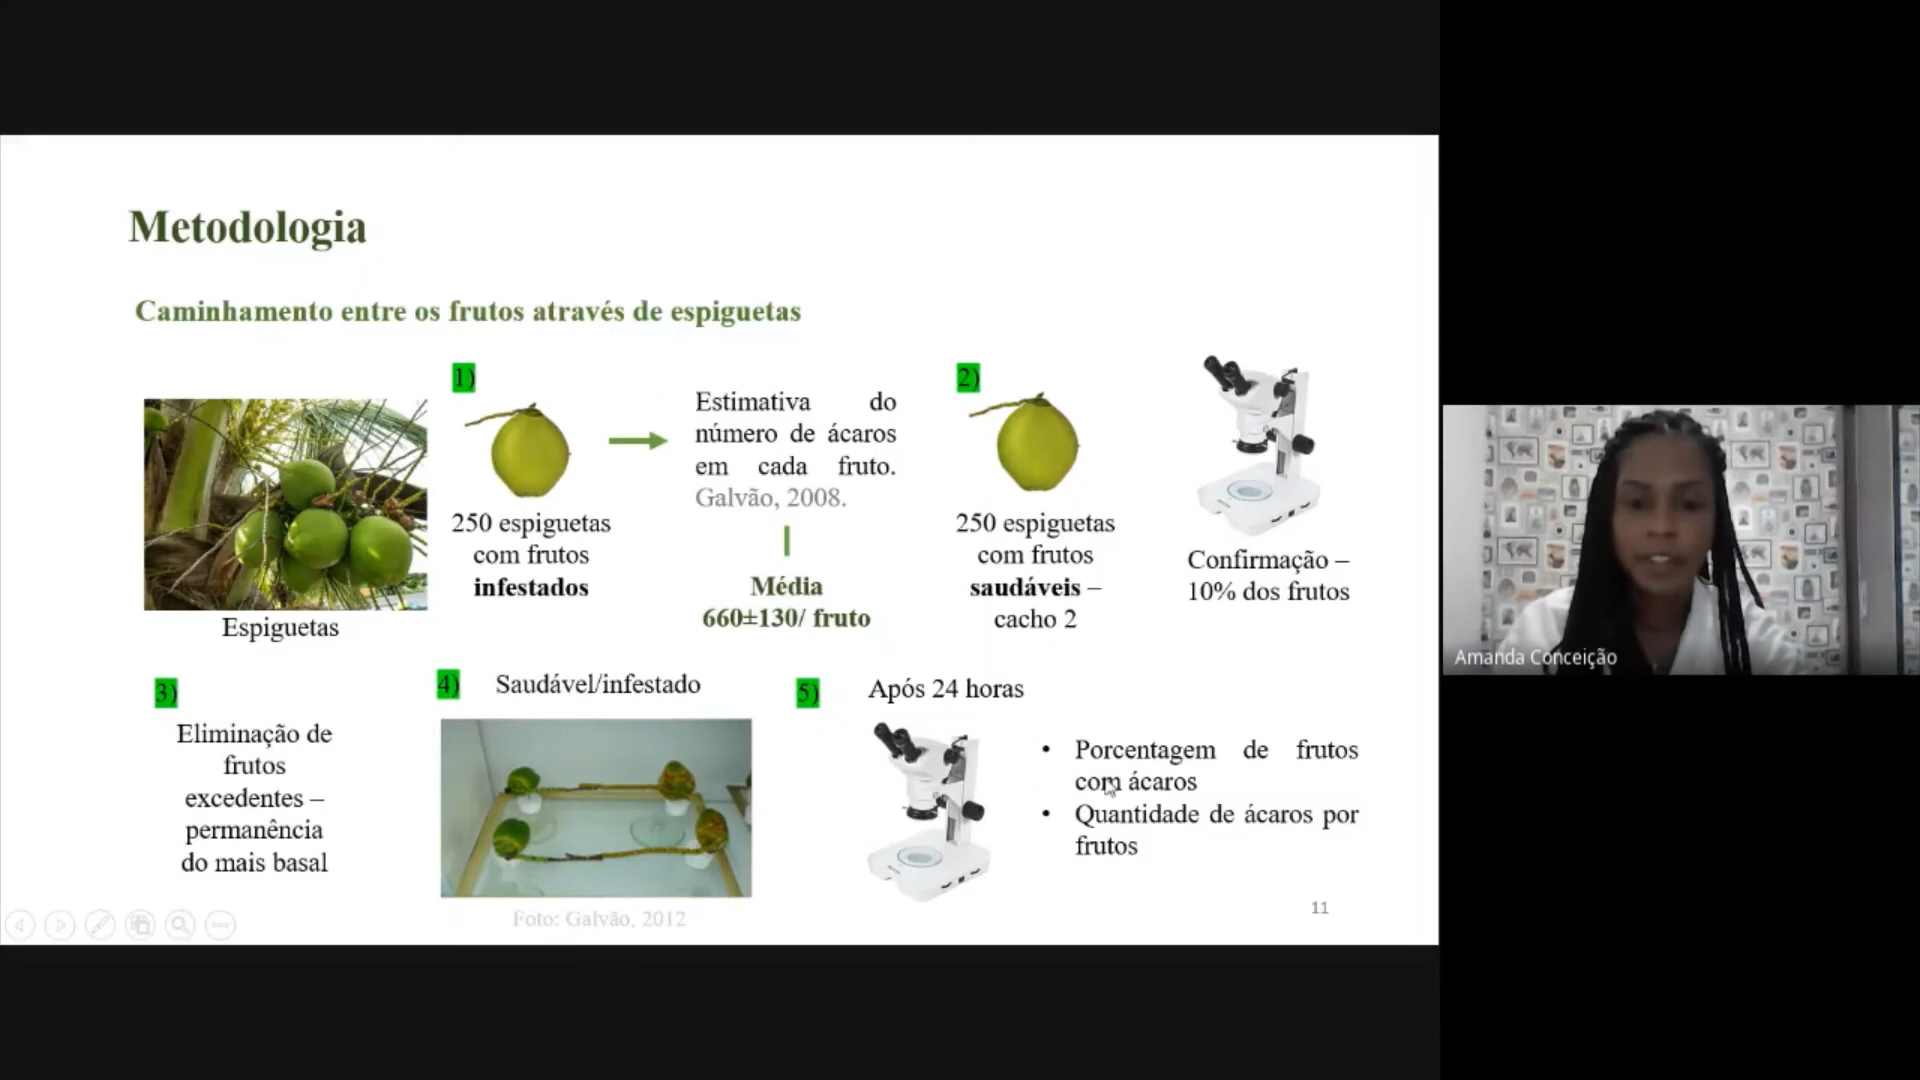 Metodologia
Caminhamento entre os frutos através de espiguetas
Espiguetas
1)
250 espiguetas
com frutos
infestados
Estimativa do
número de ácaros
em cada fruto.
Galvão, 2008.
Média
660±130/ fruto
2)
250 espiguetas
com frutos
saudáveis –
cacho 2
Confirmação –
10% dos frutos
3)
Eliminação de
frutos
excedentes –
permanência
do mais basal
4)
Saudável/infestado
Foto: Galvão, 2012
5)
Após 24 horas
• Porcentagem de frutos
com ácaros
• Quantidade de ácaros por
frutos
11
Amanda Conceição